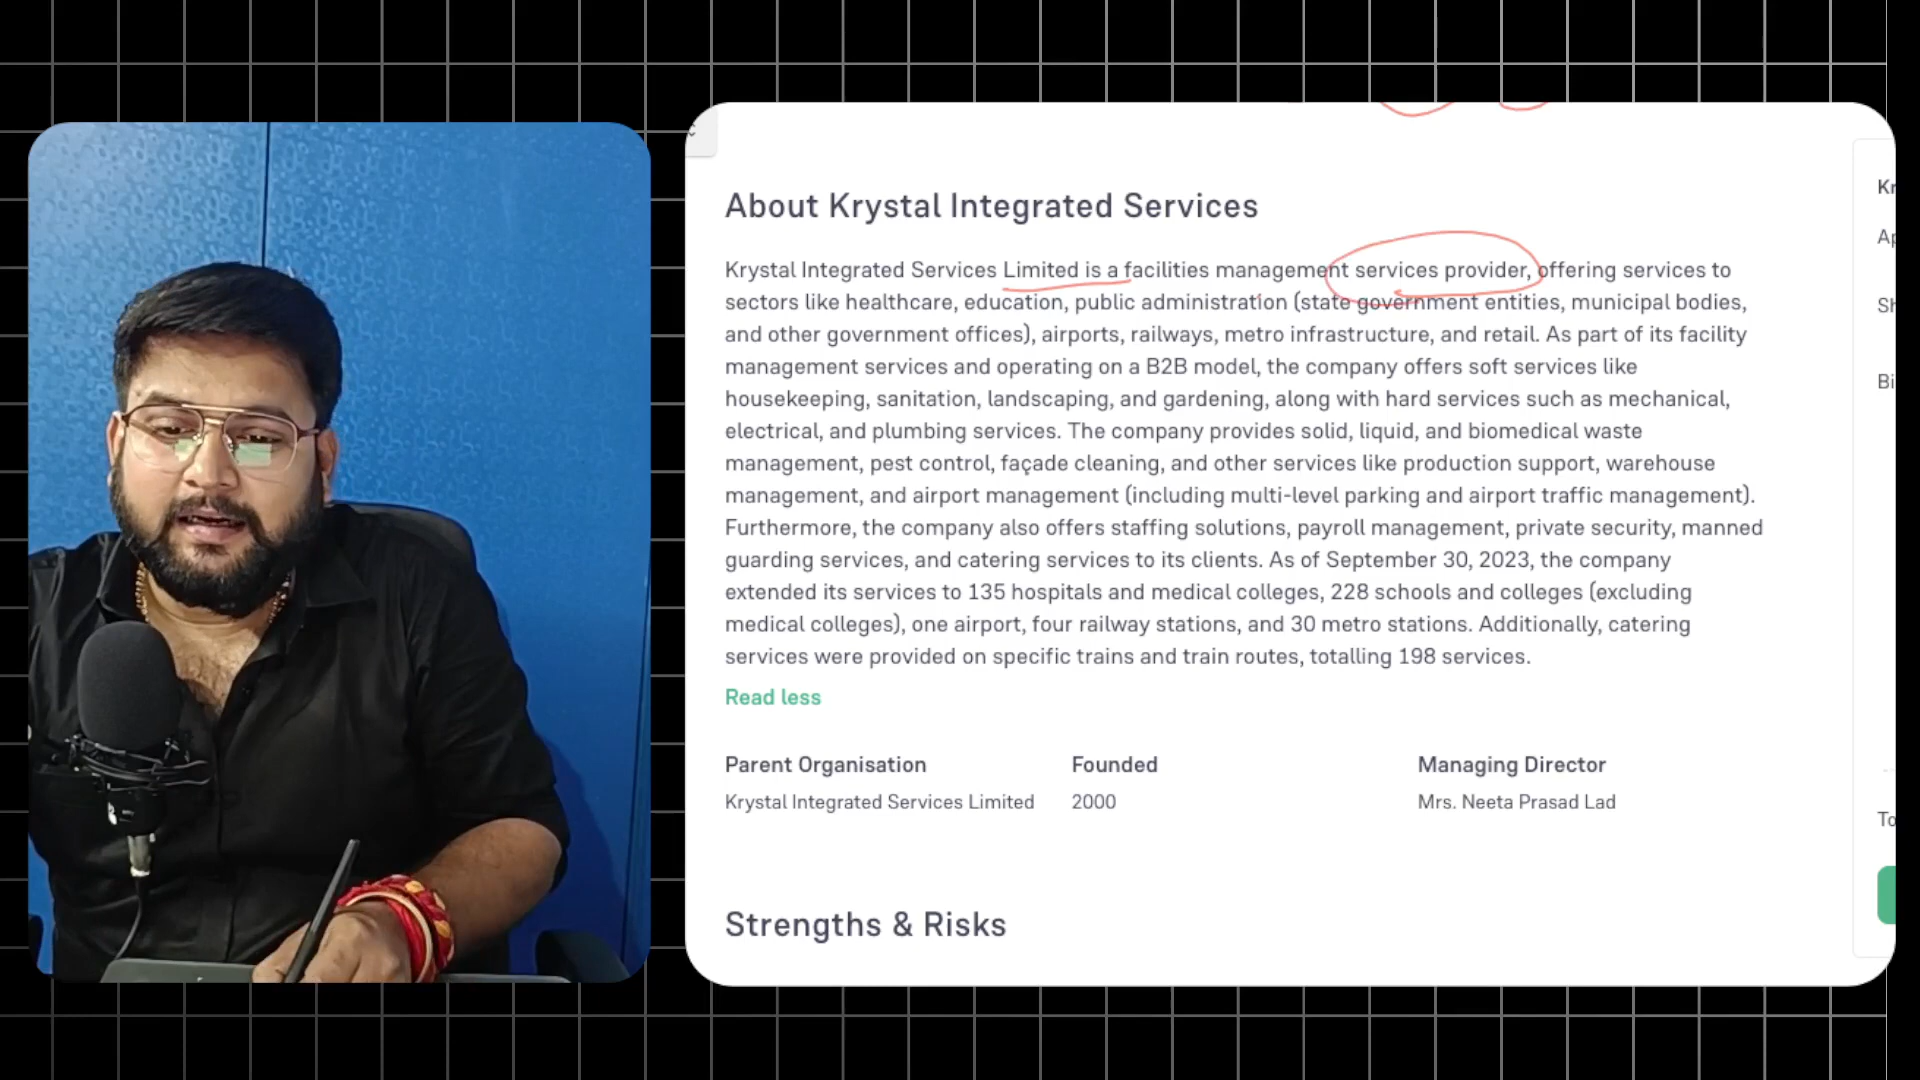 About Krystal Integrated Services
Krystal Integrated Services Limited is a facilities management services provider, offering services to
sectors like healthcare, education, public administration (state government entities, municipal bodies,
and other government offices), airports, railways, metro infrastructure, and retail. As part of its facility
management services and operating on a B2B model, the company offers soft services like
housekeeping, sanitation, landscaping, and gardening, along with hard services such as mechanical,
electrical, and plumbing services. The company provides solid, liquid, and biomedical waste
management, pest control, façade cleaning, and other services like production support, warehouse
management, and airport management (including multi-level parking and airport traffic management).
Furthermore, the company also offers staffing solutions, payroll management, private security, manned
guarding services, and catering services to its clients. As of September 30, 2023, the company
extended its services to 135 hospitals and medical colleges, 228 schools and colleges (excluding
medical colleges), one airport, four railway stations, and 30 metro stations. Additionally, catering
services were provided on specific trains and train routes, totalling 198 services.
Read less
Parent Organisation
Krystal Integrated Services Limited
Founded
2000
Managing Director
Mrs. Neeta Prasad Lad
Strengths & Risks